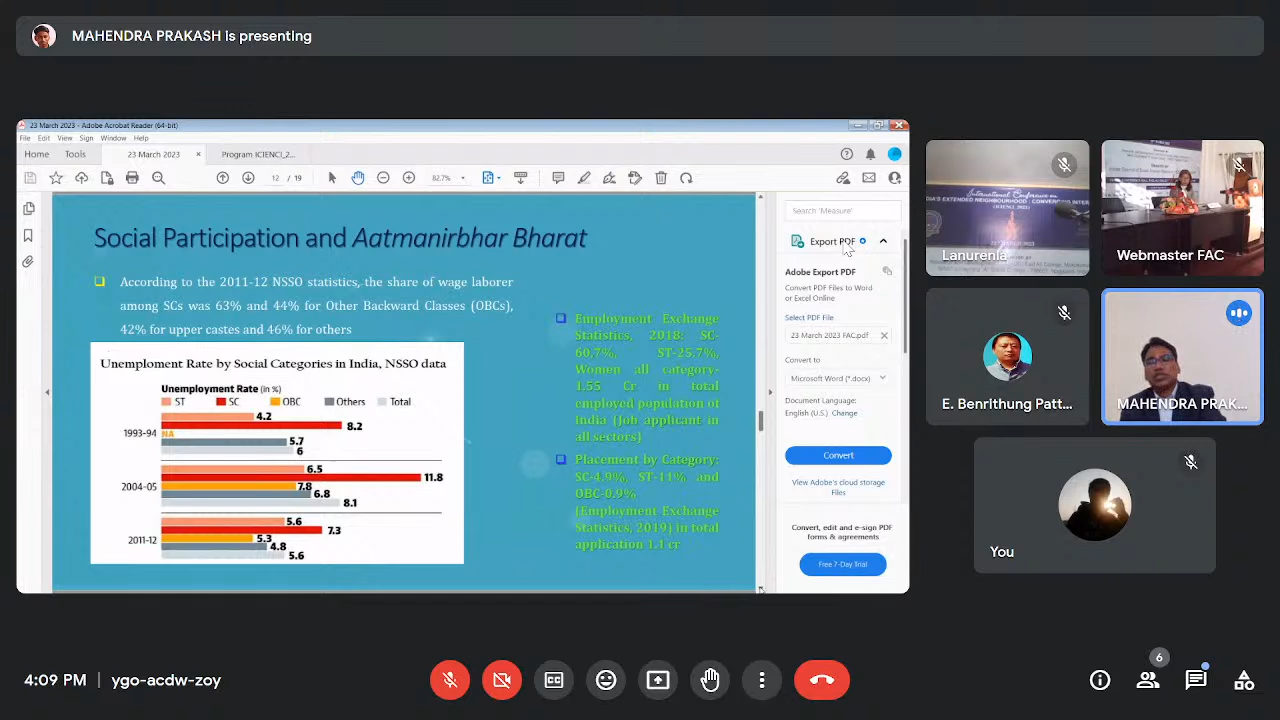 MAHENDRA PRAKASH is presenting
23 March 2023 - Adobe Acrobat Reader (64-bit)
File Edit View Sign Window Help
Home Tools 23 March 2023 × Program ICIENCI_2...
12 / 19 82.7%
Social Participation and Aatmanirbhar Bharat
According to the 2011-12 NSSO statistics, the share of wage laborer
among SCs was 63% and 44% for Other Backward Classes (OBCs),
42% for upper castes and 46% for others
Unemploment Rate by Social Categories in India, NSSO data
Unemployment Rate (in %)
ST SC OBC Others Total
1993-94
4.2
8.2
NA
5.7
6
2004-05
6.5
11.8
7.8
6.8
8.1
2011-12
5.6
7.3
5.3
4.8
5.6
Employment Exchange
Statistics, 2018: SC-
60.7%, ST-25.7%,
Women all category-
1.55 Cr in total
employed population of
India (Job applicant in
all sectors)
Placement by Category:
SC-4.9%, ST-11% and
OBC-0.9%
(Employment Exchange
Statistics, 2019) in total
application 1.1 cr
Search 'Measure'
Export PDF
Adobe Export PDF
Convert PDF Files to Word
or Excel Online
Select PDF File
23 March 2023 FAC.pdf
Convert to
Microsoft Word (*.docx)
Document Language:
English (U.S.) Change
Convert
View Adobe's cloud storage
Files
Convert, edit and e-sign PDF
forms & agreements
Free 7-Day Trial
International Conference on
Lanurenla
Webmaster FAC
E. Benrithung Patt...
MAHENDRA PRAK...
You
4:09 PM | ygo-acdw-zoy
6